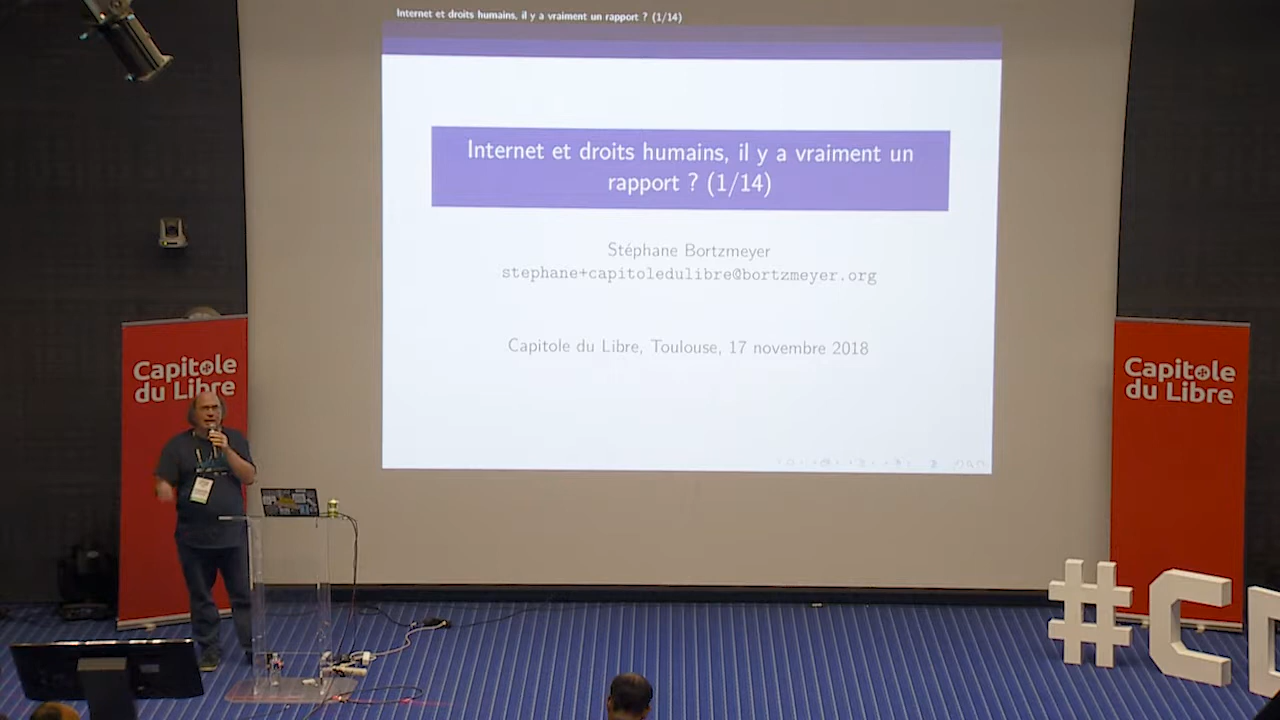 Internet et droits humains, il y a vraiment un rapport ? (1/14)
Internet et droits humains, il y a vraiment un
rapport ? (1/14)
Stéphane Bortzmeyer
stephane+capitoledulibre@bortzmeyer.org
Capitole du Libre, Toulouse, 17 novembre 2018
Capitole
du Libre
Capitole
du Libre
#C